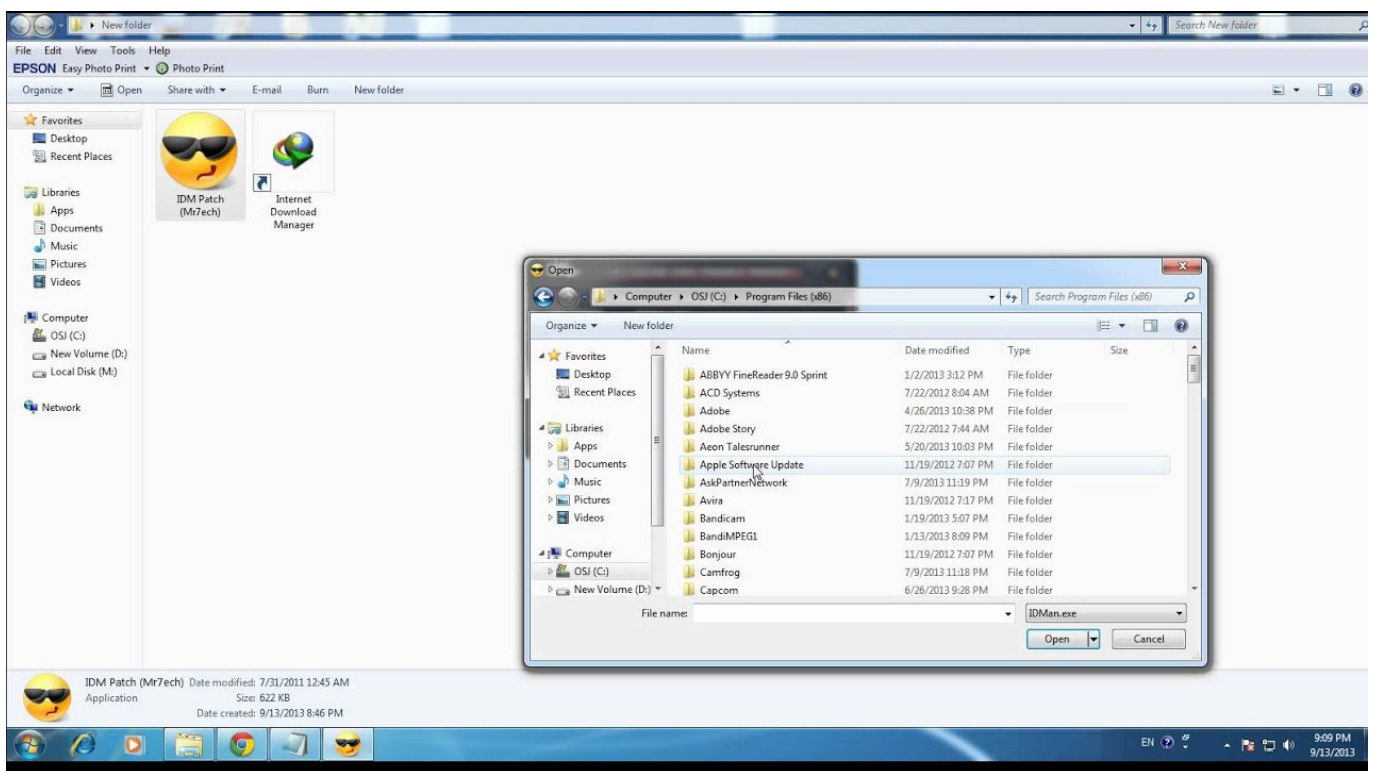 New folder
Search New folder
File Edit View Tools Help
EPSON Easy Photo Print Photo Print
Organize Open Share with E-mail Burn New folder
Favorites
Desktop
Recent Places
Libraries
Apps
Documents
Music
Pictures
Videos
Computer
OSJ (C:)
New Volume (D:)
Local Disk (M:)
Network
IDM Patch
(Mr7ech)
Internet
Download
Manager
Open
Computer OSJ (C:) Program Files (x86)
Search Program Files (x86)
Organize New folder
Favorites
Desktop
Recent Places
Libraries
Apps
Documents
Music
Pictures
Videos
Computer
OSJ (C:)
New Volume (D:)
Name Date modified Type Size
ABBYY FineReader 9.0 Sprint 1/2/2013 3:12 PM File folder
ACD Systems 7/22/2012 8:04 AM File folder
Adobe 4/26/2013 10:38 PM File folder
Adobe Story 7/22/2012 7:44 AM File folder
Aeon Talesrunner 5/20/2013 10:03 PM File folder
Apple Software Update 11/19/2012 7:07 PM File folder
AskPartnerNetwork 7/9/2013 11:19 PM File folder
Avira 11/19/2012 7:17 PM File folder
Bandicam 1/19/2013 5:07 PM File folder
BandiMPEG1 1/13/2013 8:09 PM File folder
Bonjour 11/19/2012 7:07 PM File folder
Camfrog 7/9/2013 11:18 PM File folder
Capcom 6/26/2013 9:28 PM File folder
File name: IDMan.exe
Open Cancel
IDM Patch (Mr7ech) Date modified: 7/31/2011 12:45 AM
Application Size: 622 KB
Date created: 9/13/2013 8:46 PM
EN 9:09 PM
9/13/2013